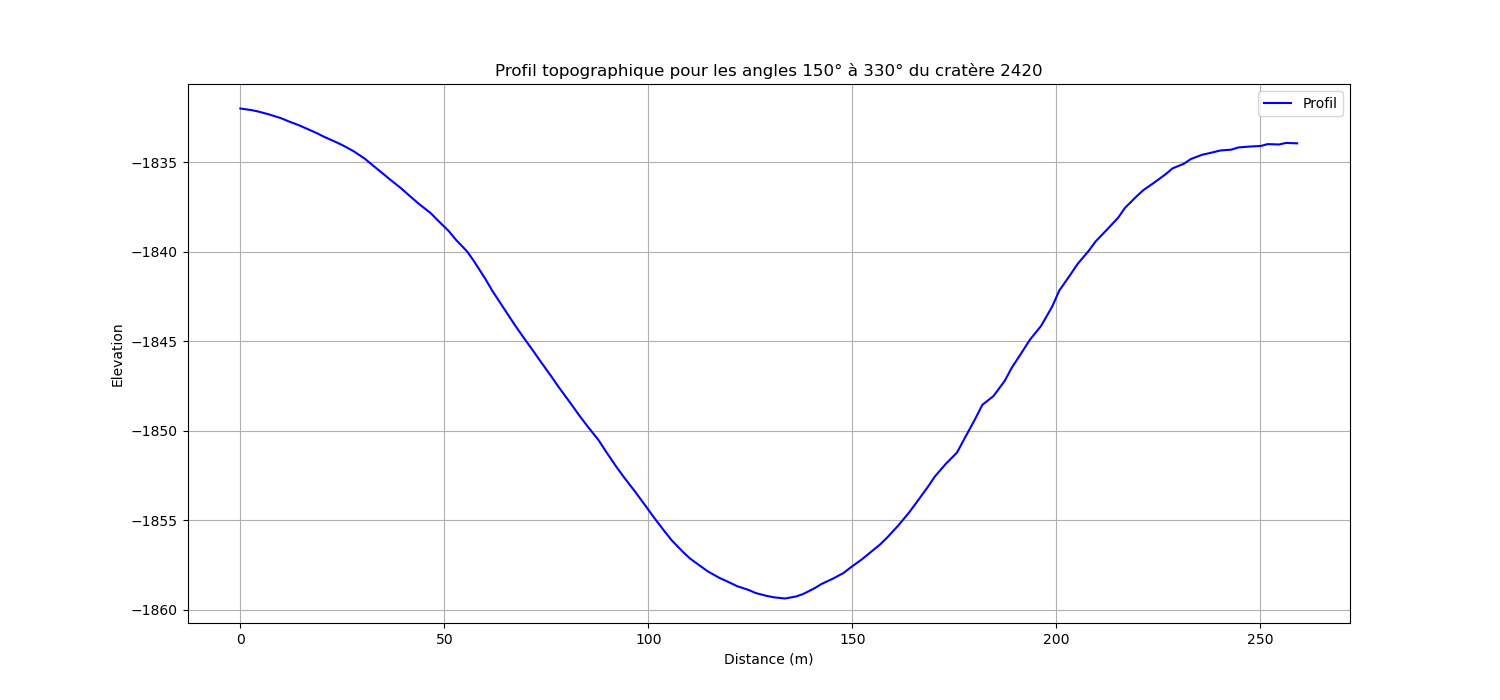 Profil topographique pour les angles 150° à 330° du cratère 2420
Profil
−1835
−1840
−1845
−1850
−1855
−1860
Elevation
0 50 100 150 200 250
Distance (m)